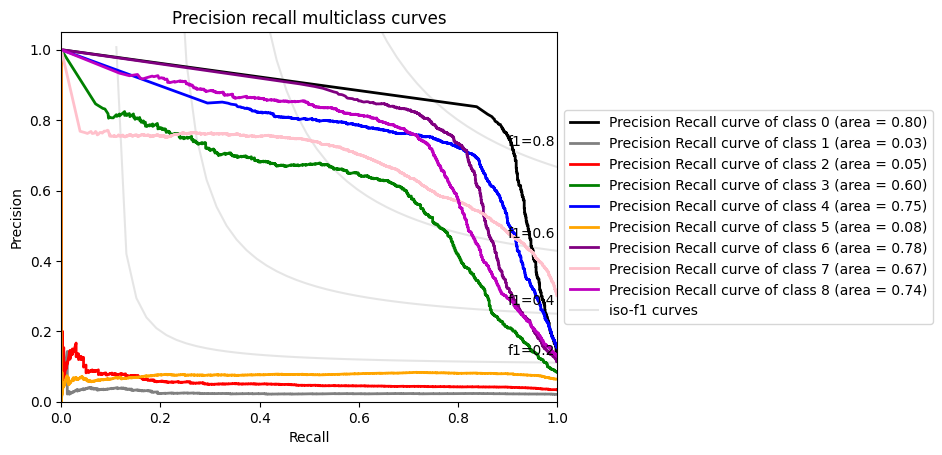 Precision recall multiclass curves
1.0
0.8
0.6
0.4
0.2
0.0
Precision
0.0 0.2 0.4 0.6 0.8 1.0
Recall
f1=0.8
f1=0.6
f1=0.4
f1=0.2
Precision Recall curve of class 0 (area = 0.80)
Precision Recall curve of class 1 (area = 0.03)
Precision Recall curve of class 2 (area = 0.05)
Precision Recall curve of class 3 (area = 0.60)
Precision Recall curve of class 4 (area = 0.75)
Precision Recall curve of class 5 (area = 0.08)
Precision Recall curve of class 6 (area = 0.78)
Precision Recall curve of class 7 (area = 0.67)
Precision Recall curve of class 8 (area = 0.74)
iso-f1 curves